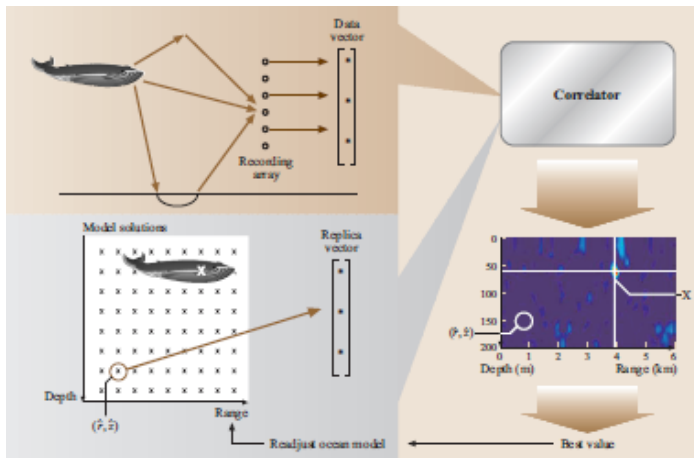 Data
vector
Correlator
Recording
array
Model solutions
Replica
vector
X
Depth
Range
(r̂, ẑ)
0
50
100
150
200
X
(r̂, ẑ)
0 1 2 3 4 5 6
Depth (m) Range (km)
Readjust ocean model
Best value